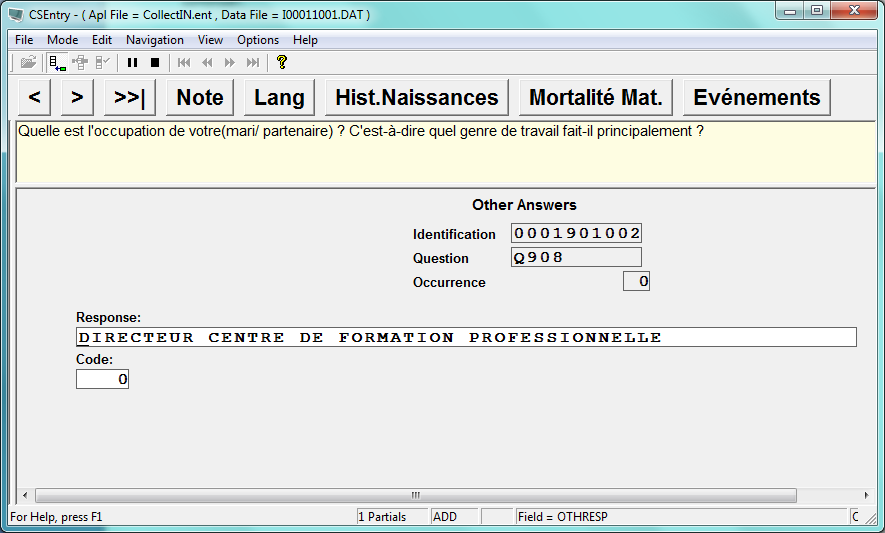 CSEntry - ( Apl File = CollectIN.ent , Data File = I00011001.DAT )
File Mode Edit Navigation View Options Help
< > >>| Note Lang Hist.Naissances Mortalité Mat. Evénements
Quelle est l'occupation de votre(mari/ partenaire) ? C'est-à-dire quel genre de travail fait-il principalement ?
Other Answers
Identification 0001901002
Question Q908
Occurrence 0
Response:
DIRECTEUR CENTRE DE FORMATION PROFESSIONNELLE
Code:
0
For Help, press F1 1 Partials ADD Field = OTHRESP C